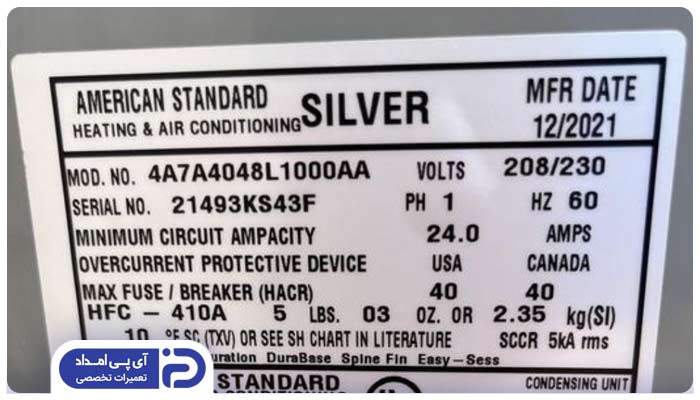 AMERICAN STANDARD
HEATING & AIR CONDITIONING SILVER
MFR DATE
12/2021
MOD. NO. 4A7A4048L1000AA VOLTS 208/230
SERIAL NO. 21493KS43F PH 1 HZ 60
MINIMUM CIRCUIT AMPACITY 24.0 AMPS
OVERCURRENT PROTECTIVE DEVICE USA CANADA
MAX FUSE / BREAKER (HACR) 40 40
HFC - 410A 5 LBS. 03 OZ. OR 2.35 kg(SI)
10 °F SC (TXV) OR SEE SH CHART IN LITERATURE SCCR 5kA rms
DuraBase Spine Fin Easy-Sess
STANDARD
CONDITIONING
CONDENSING UNIT
آی پی امداد
تعمیرات تخصصی